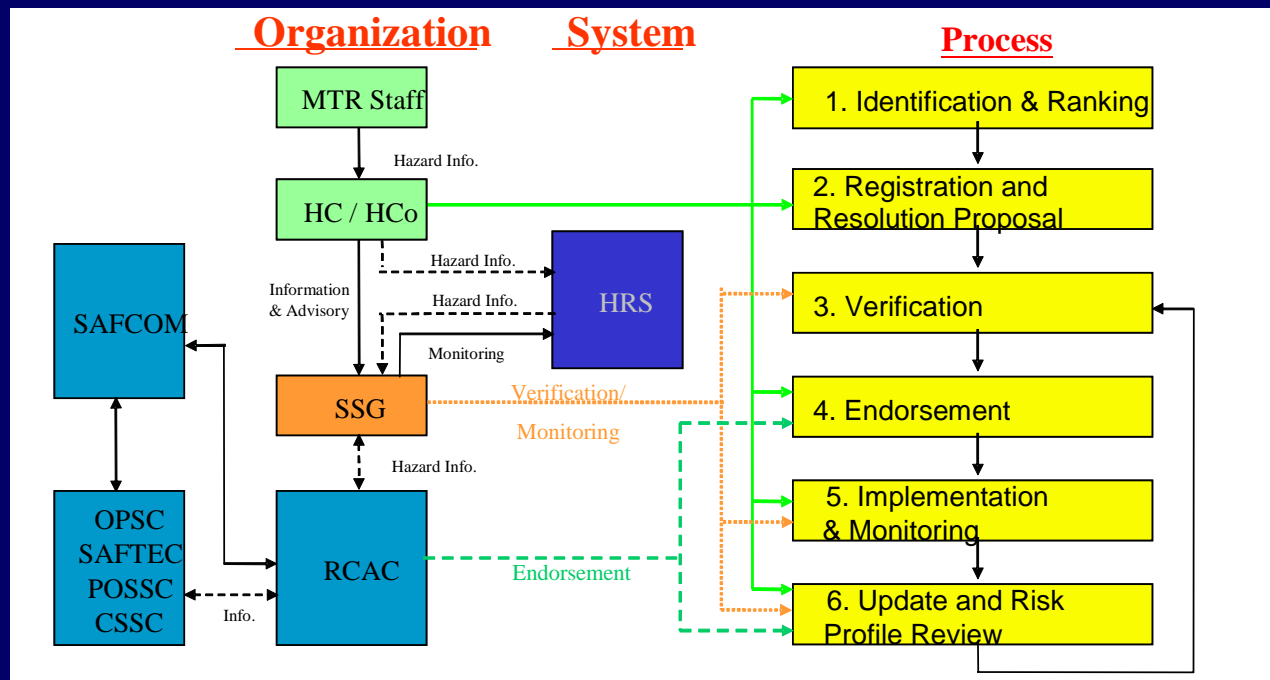 Organization
System
Process
MTR Staff
Hazard Info.
HC / HCo
Hazard Info.
Information
& Advisory
Hazard Info.
HRS
Monitoring
SAFCOM
SSG
Verification/
Monitoring
Hazard Info.
OPSC
SAFTEC
POSSC
CSSC
Info.
RCAC
Endorsement
1. Identification & Ranking
2. Registration and
Resolution Proposal
3. Verification
4. Endorsement
5. Implementation
& Monitoring
6. Update and Risk
Profile Review